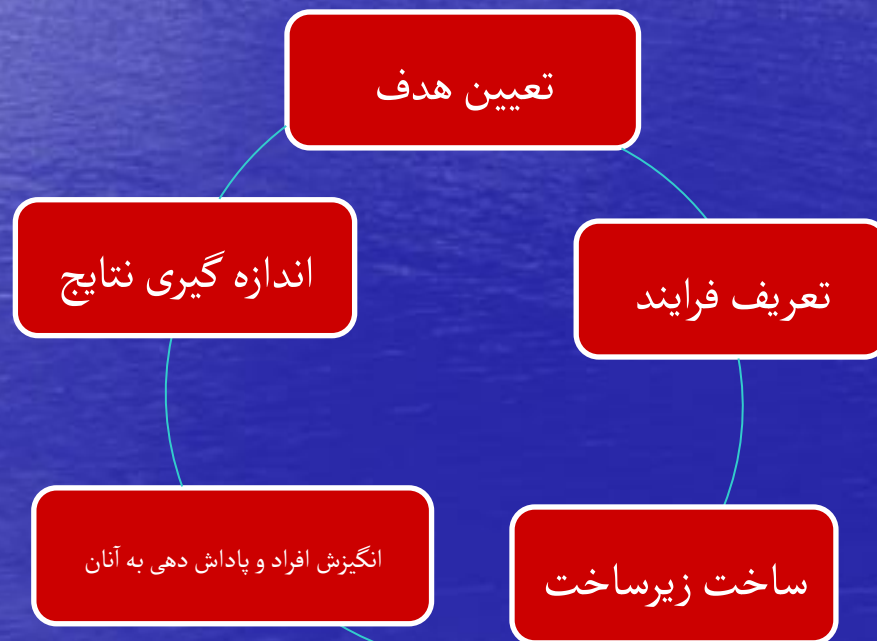 تعیین هدف
تعریف فرایند
ساخت زیرساخت
انگیزش افراد و پاداش دهی به آنان
اندازه گیری نتایج